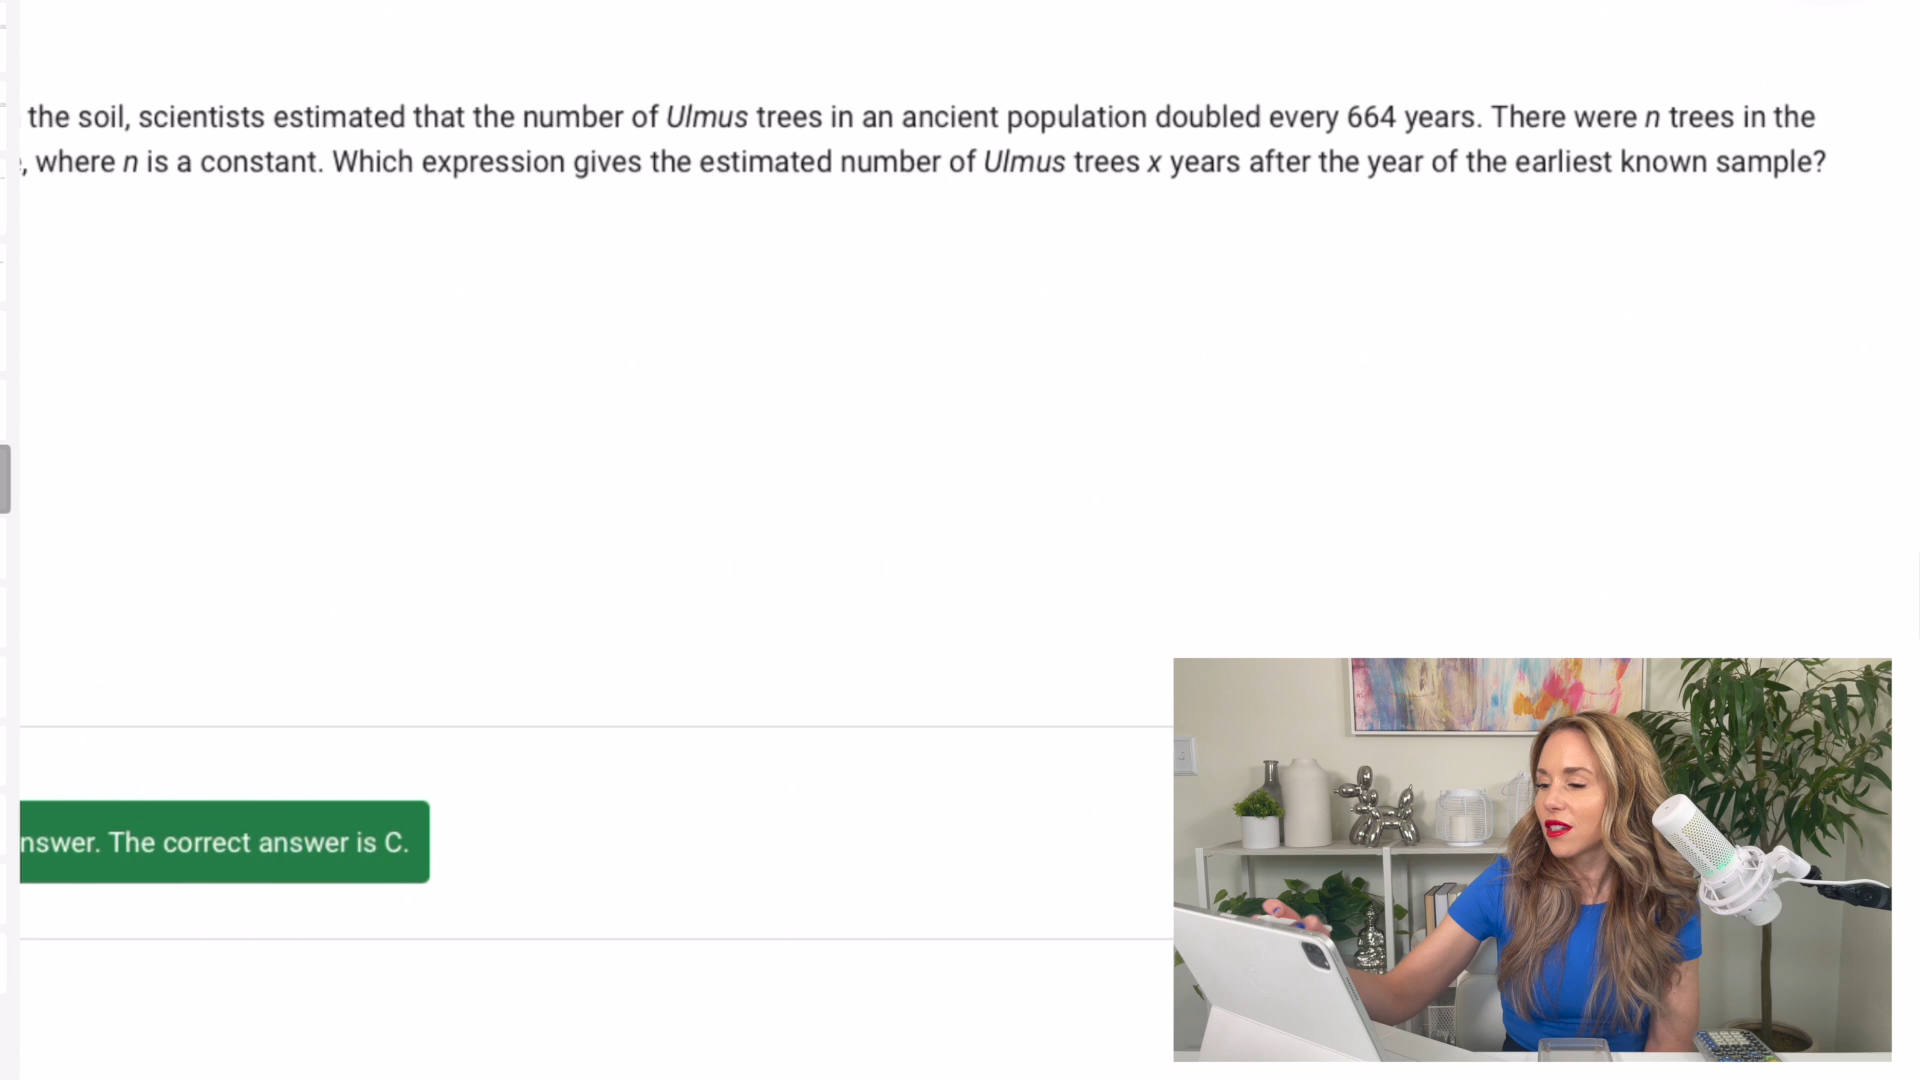 the soil, scientists estimated that the number of Ulmus trees in an ancient population doubled every 664 years. There were n trees in the
, where n is a constant. Which expression gives the estimated number of Ulmus trees x years after the year of the earliest known sample?
nswer. The correct answer is C.